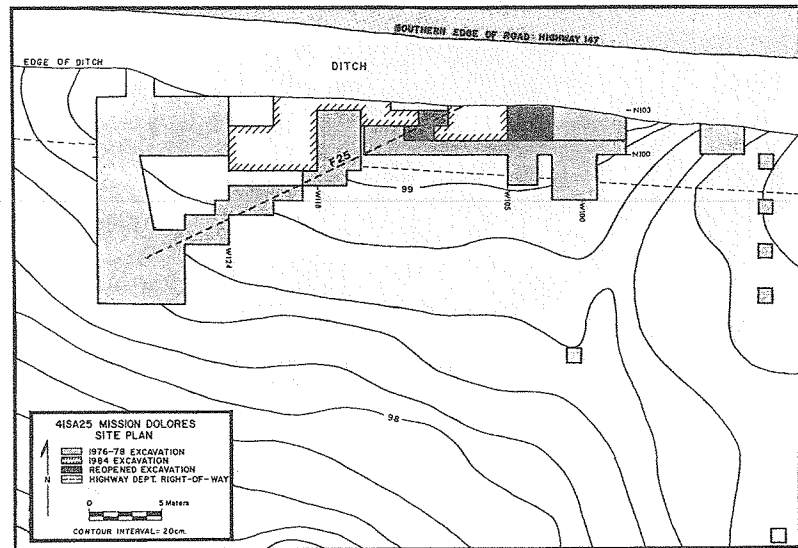 SOUTHERN EDGE OF ROAD: HIGHWAY 147
EDGE OF DITCH
DITCH
N103
N100
F25
99
W118
W105
W100
W124
98
41SA25 MISSION DOLORES
SITE PLAN
1976-78 EXCAVATION
1984 EXCAVATION
REOPENED EXCAVATION
HIGHWAY DEPT. RIGHT-OF-WAY
N
0 5 Meters
CONTOUR INTERVAL = 20cm.